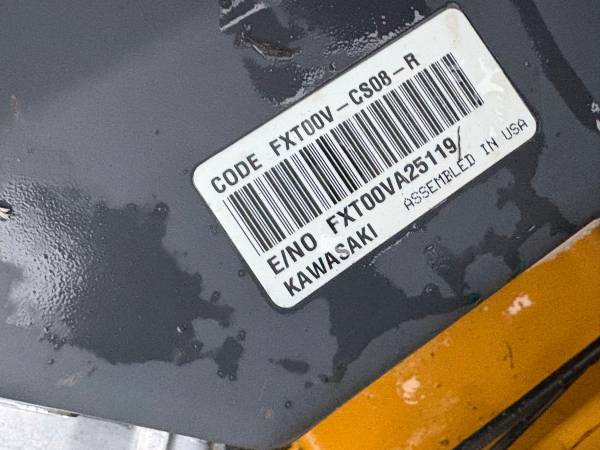 CODE FXT00V-CS08-R
E/NO FXT00VA25119
KAWASAKI ASSEMBLED IN USA